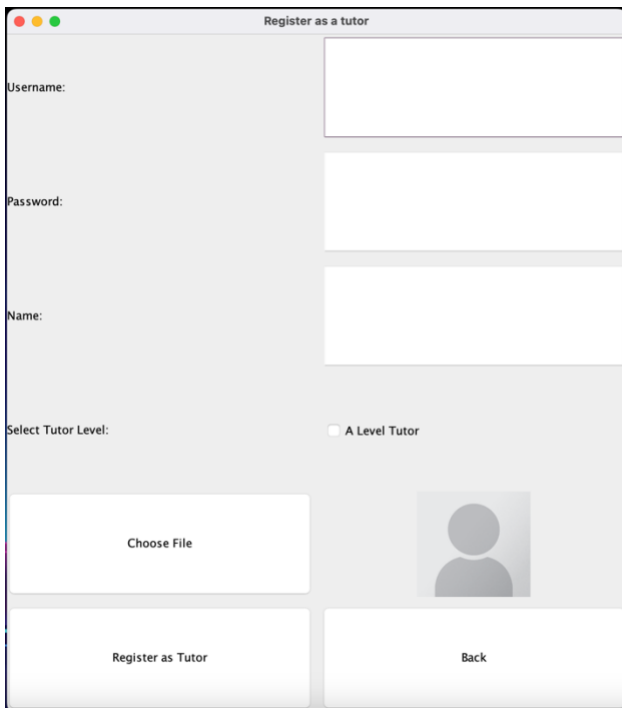 Register as a tutor
Username:
Password:
Name:
Select Tutor Level:
A Level Tutor
Choose File
Register as Tutor
Back